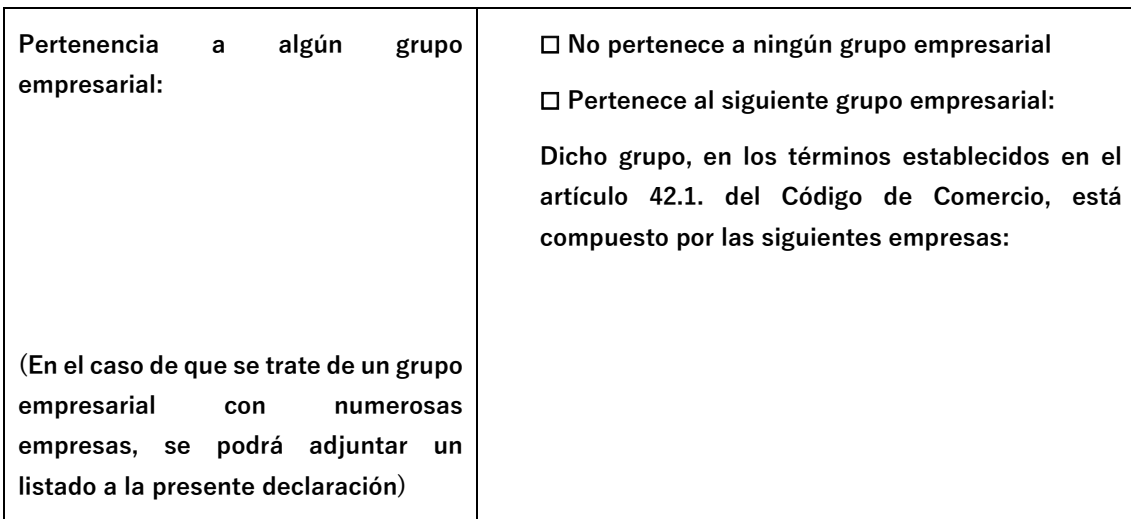 Pertenencia a algún grupo
empresarial:
(En el caso de que se trate de un grupo
empresarial con numerosas
empresas, se podrá adjuntar un
listado a la presente declaración)
☐ No pertenece a ningún grupo empresarial
☐ Pertenece al siguiente grupo empresarial:
Dicho grupo, en los términos establecidos en el
artículo 42.1. del Código de Comercio, está
compuesto por las siguientes empresas: